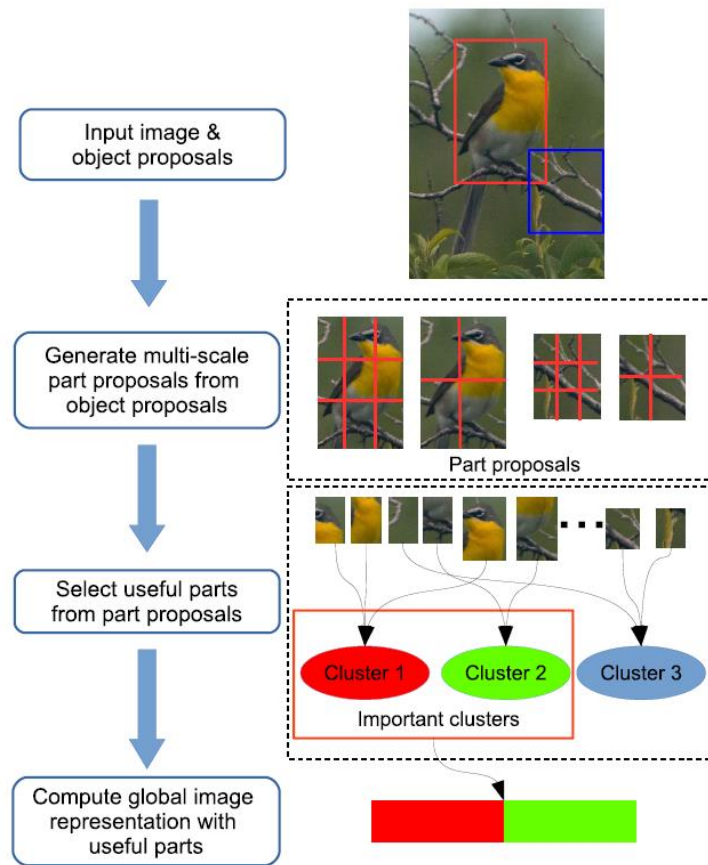 Input image &
object proposals
Generate multi-scale
part proposals from
object proposals
Part proposals
Select useful parts
from part proposals
Cluster 1
Cluster 2
Cluster 3
Important clusters
Compute global image
representation with
useful parts